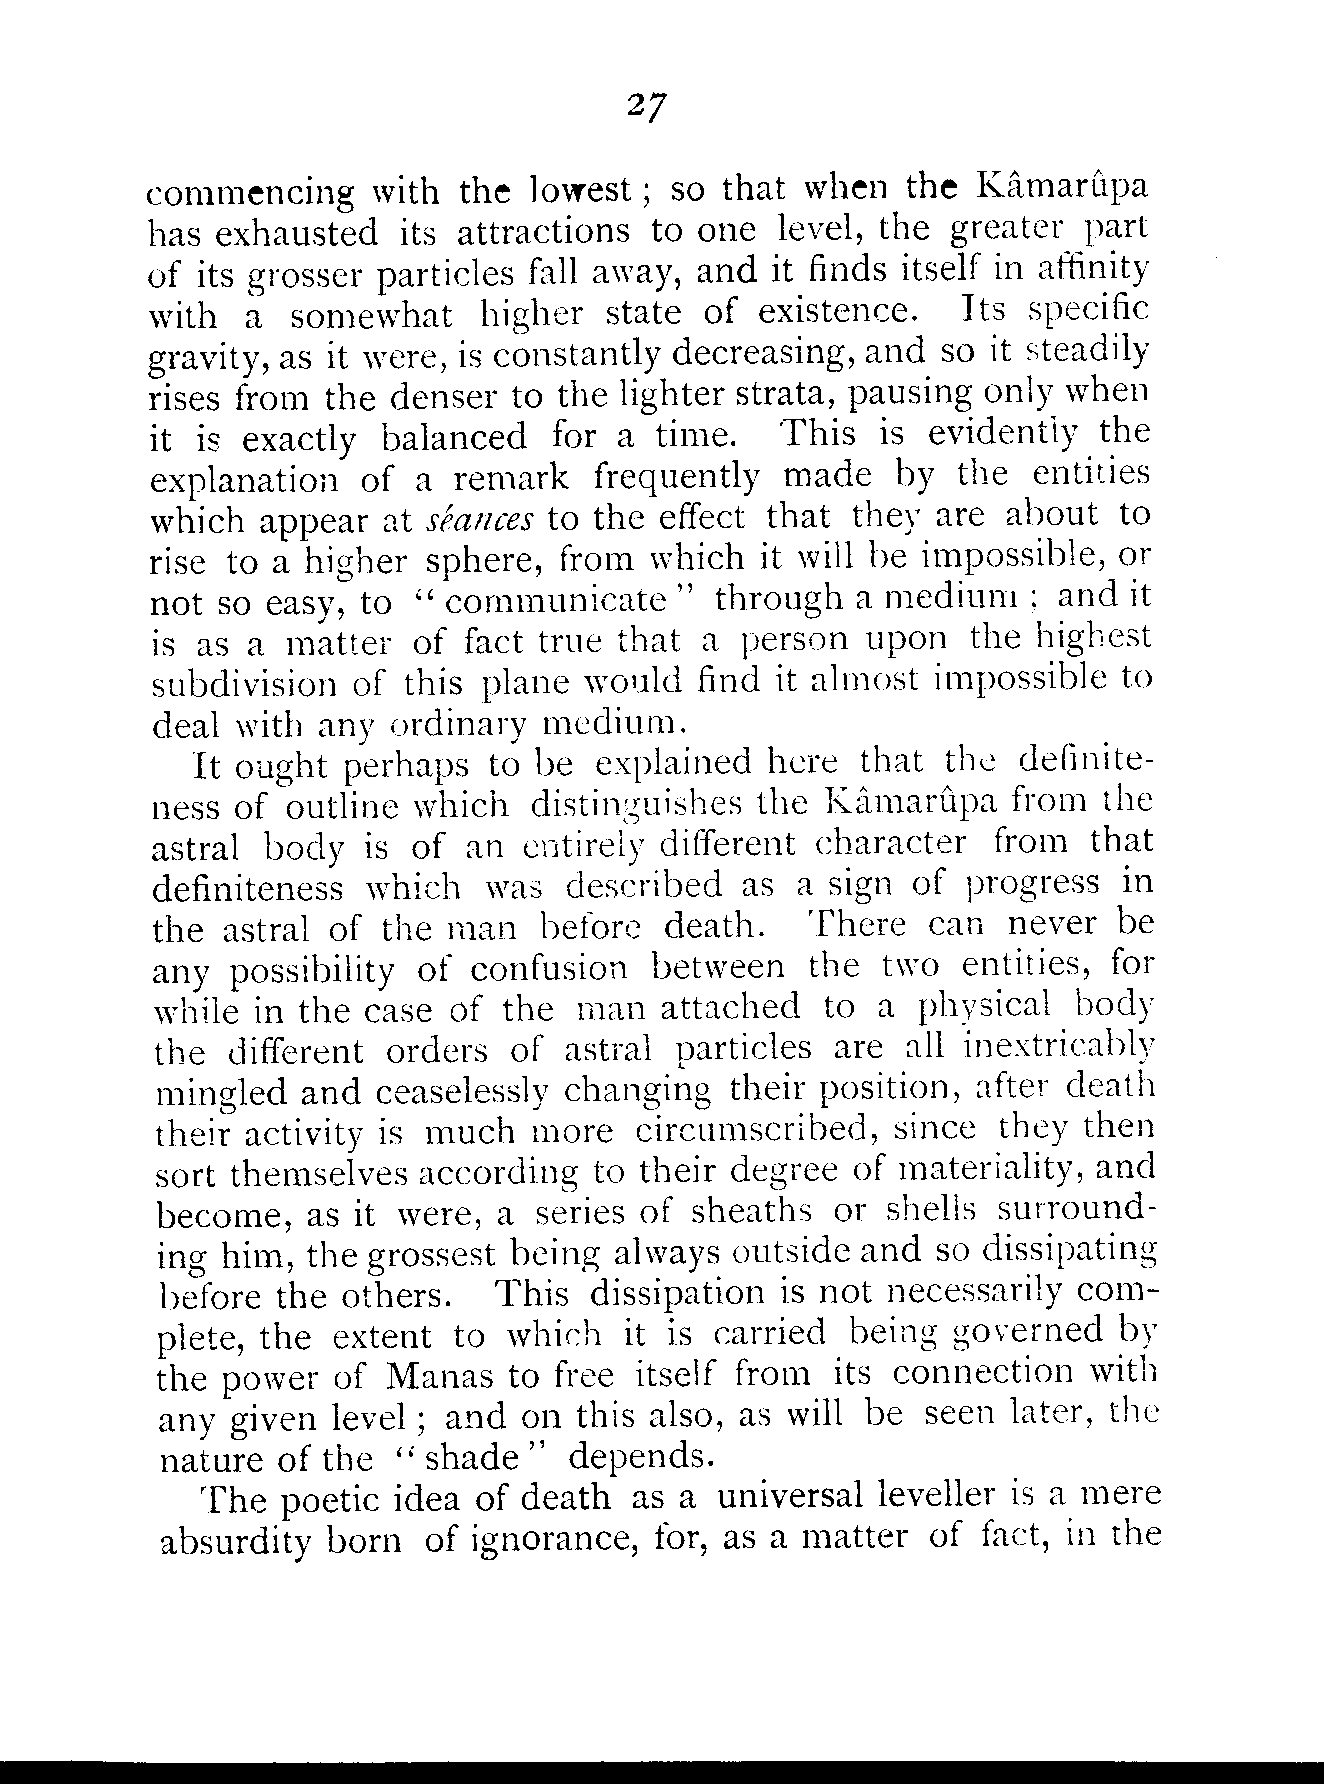 27
commencing with the lowest ; so that when the Kâmarûpa
has exhausted its attractions to one level, the greater part
of its grosser particles fall away, and it finds itself in affinity
with a somewhat higher state of existence. Its specific
gravity, as it were, is constantly decreasing, and so it steadily
rises from the denser to the lighter strata, pausing only when
it is exactly balanced for a time. This is evidently the
explanation of a remark frequently made by the entities
which appear at séances to the effect that they are about to
rise to a higher sphere, from which it will be impossible, or
not so easy, to “ communicate ” through a medium ; and it
is as a matter of fact true that a person upon the highest
subdivision of this plane would find it almost impossible to
deal with any ordinary medium.
It ought perhaps to be explained here that the definite-
ness of outline which distinguishes the Kâmarûpa from the
astral body is of an entirely different character from that
definiteness which was described as a sign of progress in
the astral of the man before death. There can never be
any possibility of confusion between the two entities, for
while in the case of the man attached to a physical body
the different orders of astral particles are all inextricably
mingled and ceaselessly changing their position, after death
their activity is much more circumscribed, since they then
sort themselves according to their degree of materiality, and
become, as it were, a series of sheaths or shells surround-
ing him, the grossest being always outside and so dissipating
before the others. This dissipation is not necessarily com-
plete, the extent to which it is carried being governed by
the power of Manas to free itself from its connection with
any given level ; and on this also, as will be seen later, the
nature of the “ shade ” depends.
The poetic idea of death as a universal leveller is a mere
absurdity born of ignorance, for, as a matter of fact, in the